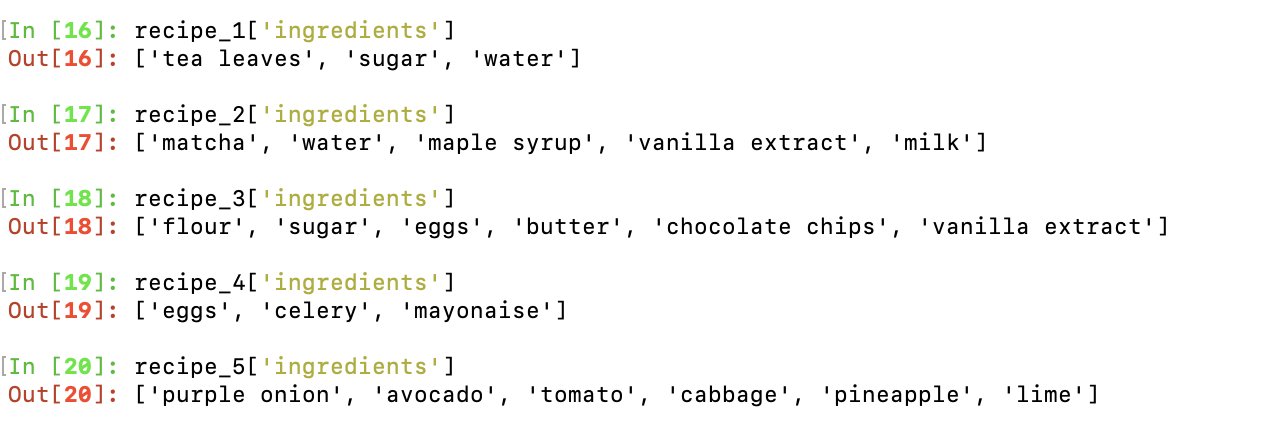 [In [16]: recipe_1['ingredients']
Out[16]: ['tea leaves', 'sugar', 'water']
[In [17]: recipe_2['ingredients']
Out[17]: ['matcha', 'water', 'maple syrup', 'vanilla extract', 'milk']
[In [18]: recipe_3['ingredients']
Out[18]: ['flour', 'sugar', 'eggs', 'butter', 'chocolate chips', 'vanilla extract']
[In [19]: recipe_4['ingredients']
Out[19]: ['eggs', 'celery', 'mayonaise']
[In [20]: recipe_5['ingredients']
Out[20]: ['purple onion', 'avocado', 'tomato', 'cabbage', 'pineapple', 'lime']